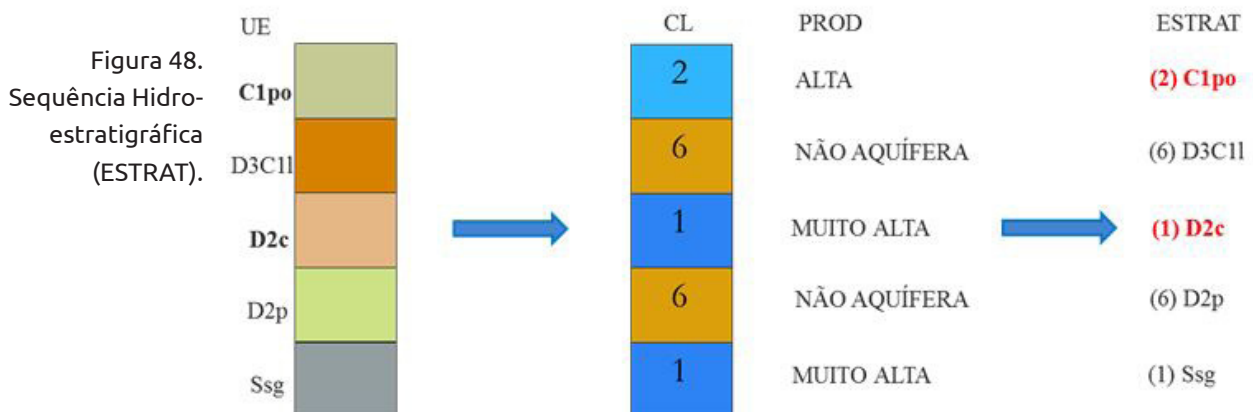 Figura 48.
Sequência Hidro-
estratigráfica
(ESTRAT).
UE CL PROD ESTRAT
C1po 2 ALTA (2) C1po
D3C1l 6 NÃO AQUÍFERA (6) D3C1l
D2c 1 MUITO ALTA (1) D2c
D2p 6 NÃO AQUÍFERA (6) D2p
Ssg 1 MUITO ALTA (1) Ssg